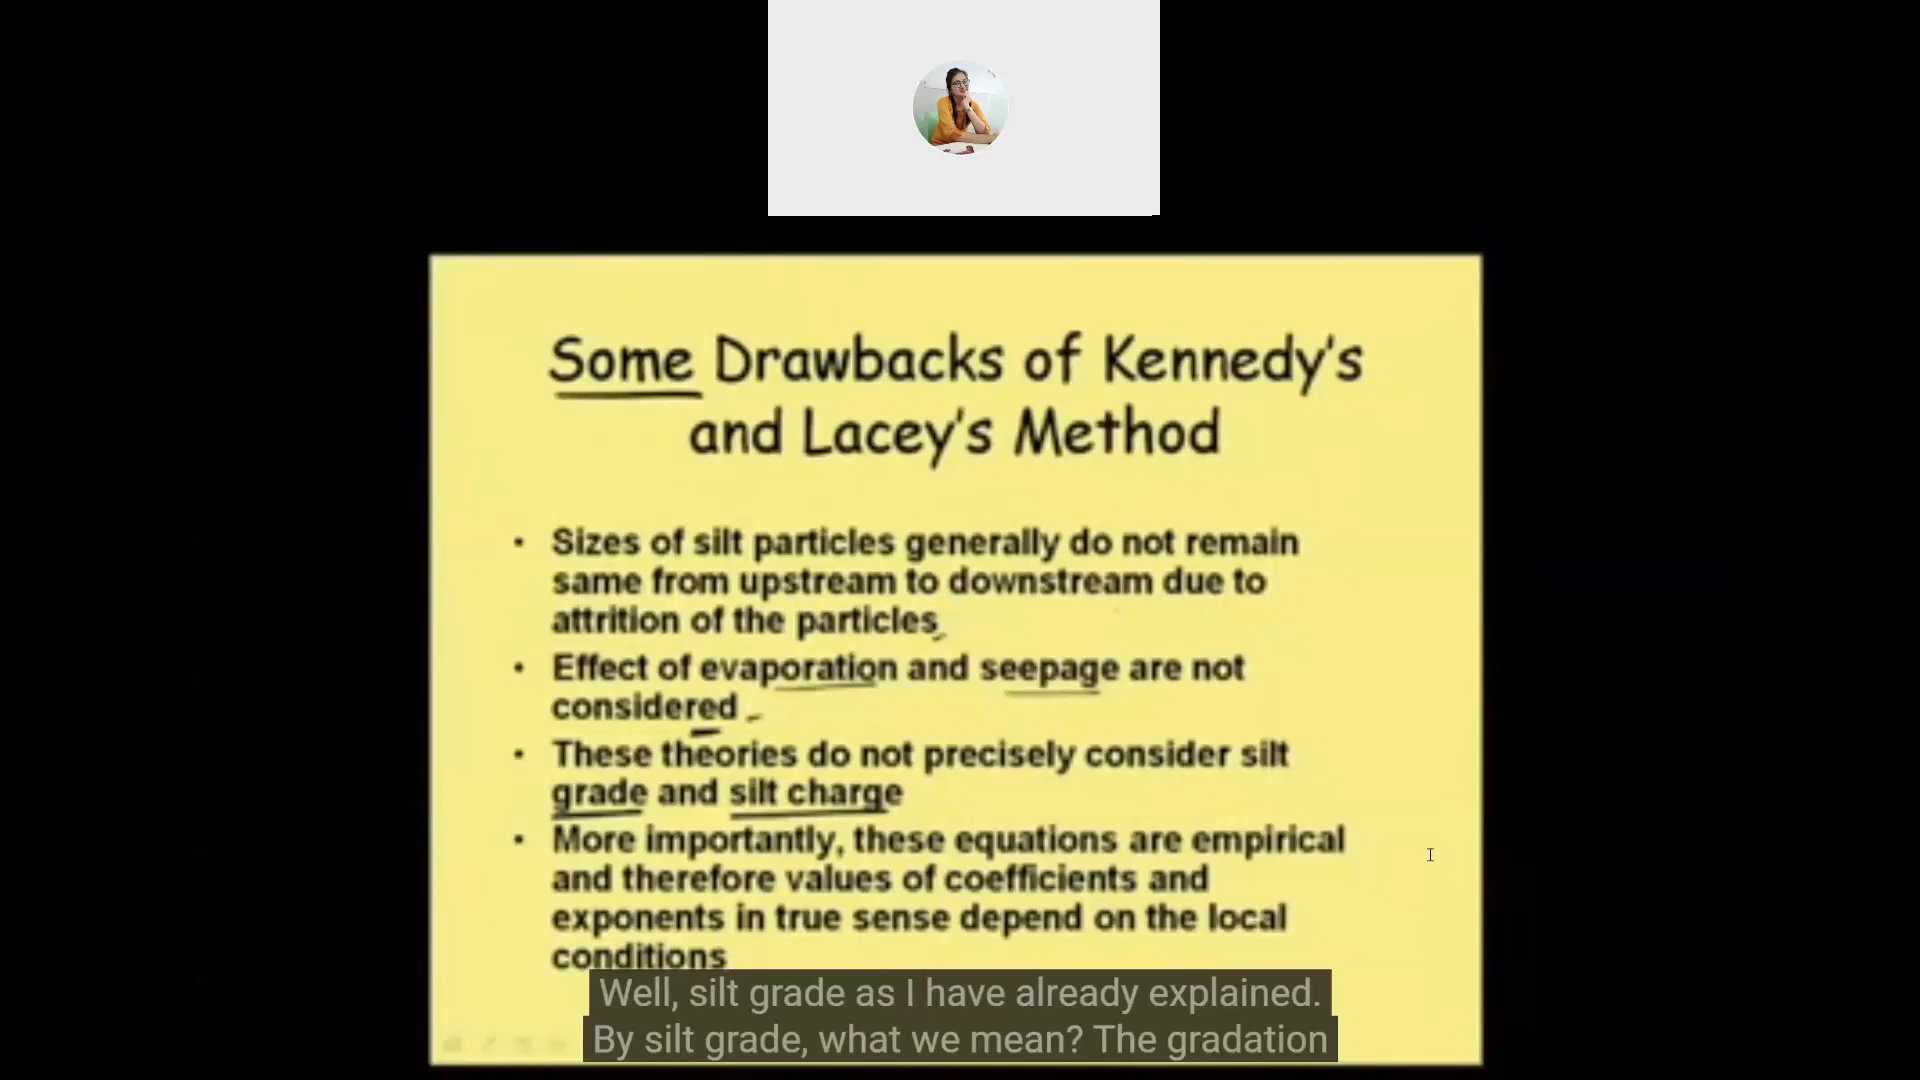 Some Drawbacks of Kennedy's
and Lacey's Method
• Sizes of silt particles generally do not remain
same from upstream to downstream due to
attrition of the particles
• Effect of evaporation and seepage are not
considered
• These theories do not precisely consider silt
grade and silt charge
• More importantly, these equations are empirical
and therefore values of coefficients and
exponents in true sense depend on the local
conditions
Well, silt grade as I have already explained.
By silt grade, what we mean? The gradation